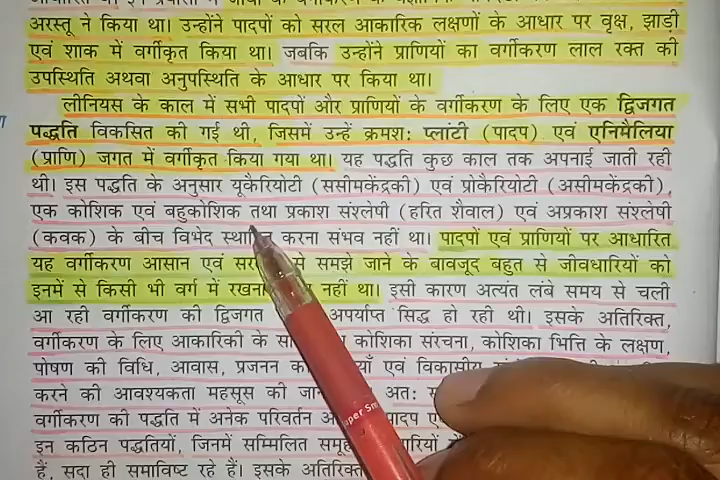 अरस्तू ने किया था। उन्होंने पादपों को सरल आकारिक लक्षणों के आधार पर वृक्ष, झाड़ी
एवं शाक में वर्गीकृत किया था। जबकि उन्होंने प्राणियों का वर्गीकरण लाल रक्त की
उपस्थिति अथवा अनुपस्थिति के आधार पर किया था।
लीनियस के काल में सभी पादपों और प्राणियों के वर्गीकरण के लिए एक द्विजगत
पद्धति विकसित की गई थी, जिसमें उन्हें क्रमश: प्लांटी (पादप) एवं एनिमैलिया
(प्राणि) जगत में वर्गीकृत किया गया था। यह पद्धति कुछ काल तक अपनाई जाती रही
थी। इस पद्धति के अनुसार यूकैरियोटी (ससीमकेंद्रकी) एवं प्रोकैरियोटी (असीमकेंद्रकी),
एक कोशिक एवं बहुकोशिक तथा प्रकाश संश्लेषी (हरित शैवाल) एवं अप्रकाश संश्लेषी
(कवक) के बीच विभेद करना संभव नहीं था। पादपों एवं प्राणियों पर आधारित
यह वर्गीकरण आसान एवं से समझे जाने के बावजूद बहुत से जीवधारियों को
इनमें से किसी भी वर्ग में रखना नहीं था। इसी कारण अत्यंत लंबे समय से चली
आ रही वर्गीकरण की द्विजगत अपर्याप्त सिद्ध हो रही थी। इसके अतिरिक्त,
वर्गीकरण के लिए आकारिकी के कोशिका संरचना, कोशिका भित्ति के लक्षण,
पोषण की विधि, आवास, प्रजनन एवं विकासीय
करने की आवश्यकता महसूस की अत:
वर्गीकरण की पद्धति में अनेक परिवर्तन
इन कठिन पद्धतियों, जिनमें सम्मिलित
हैं, सदा ही समाविष्ट रहे हैं। इसके अतिरिक्त